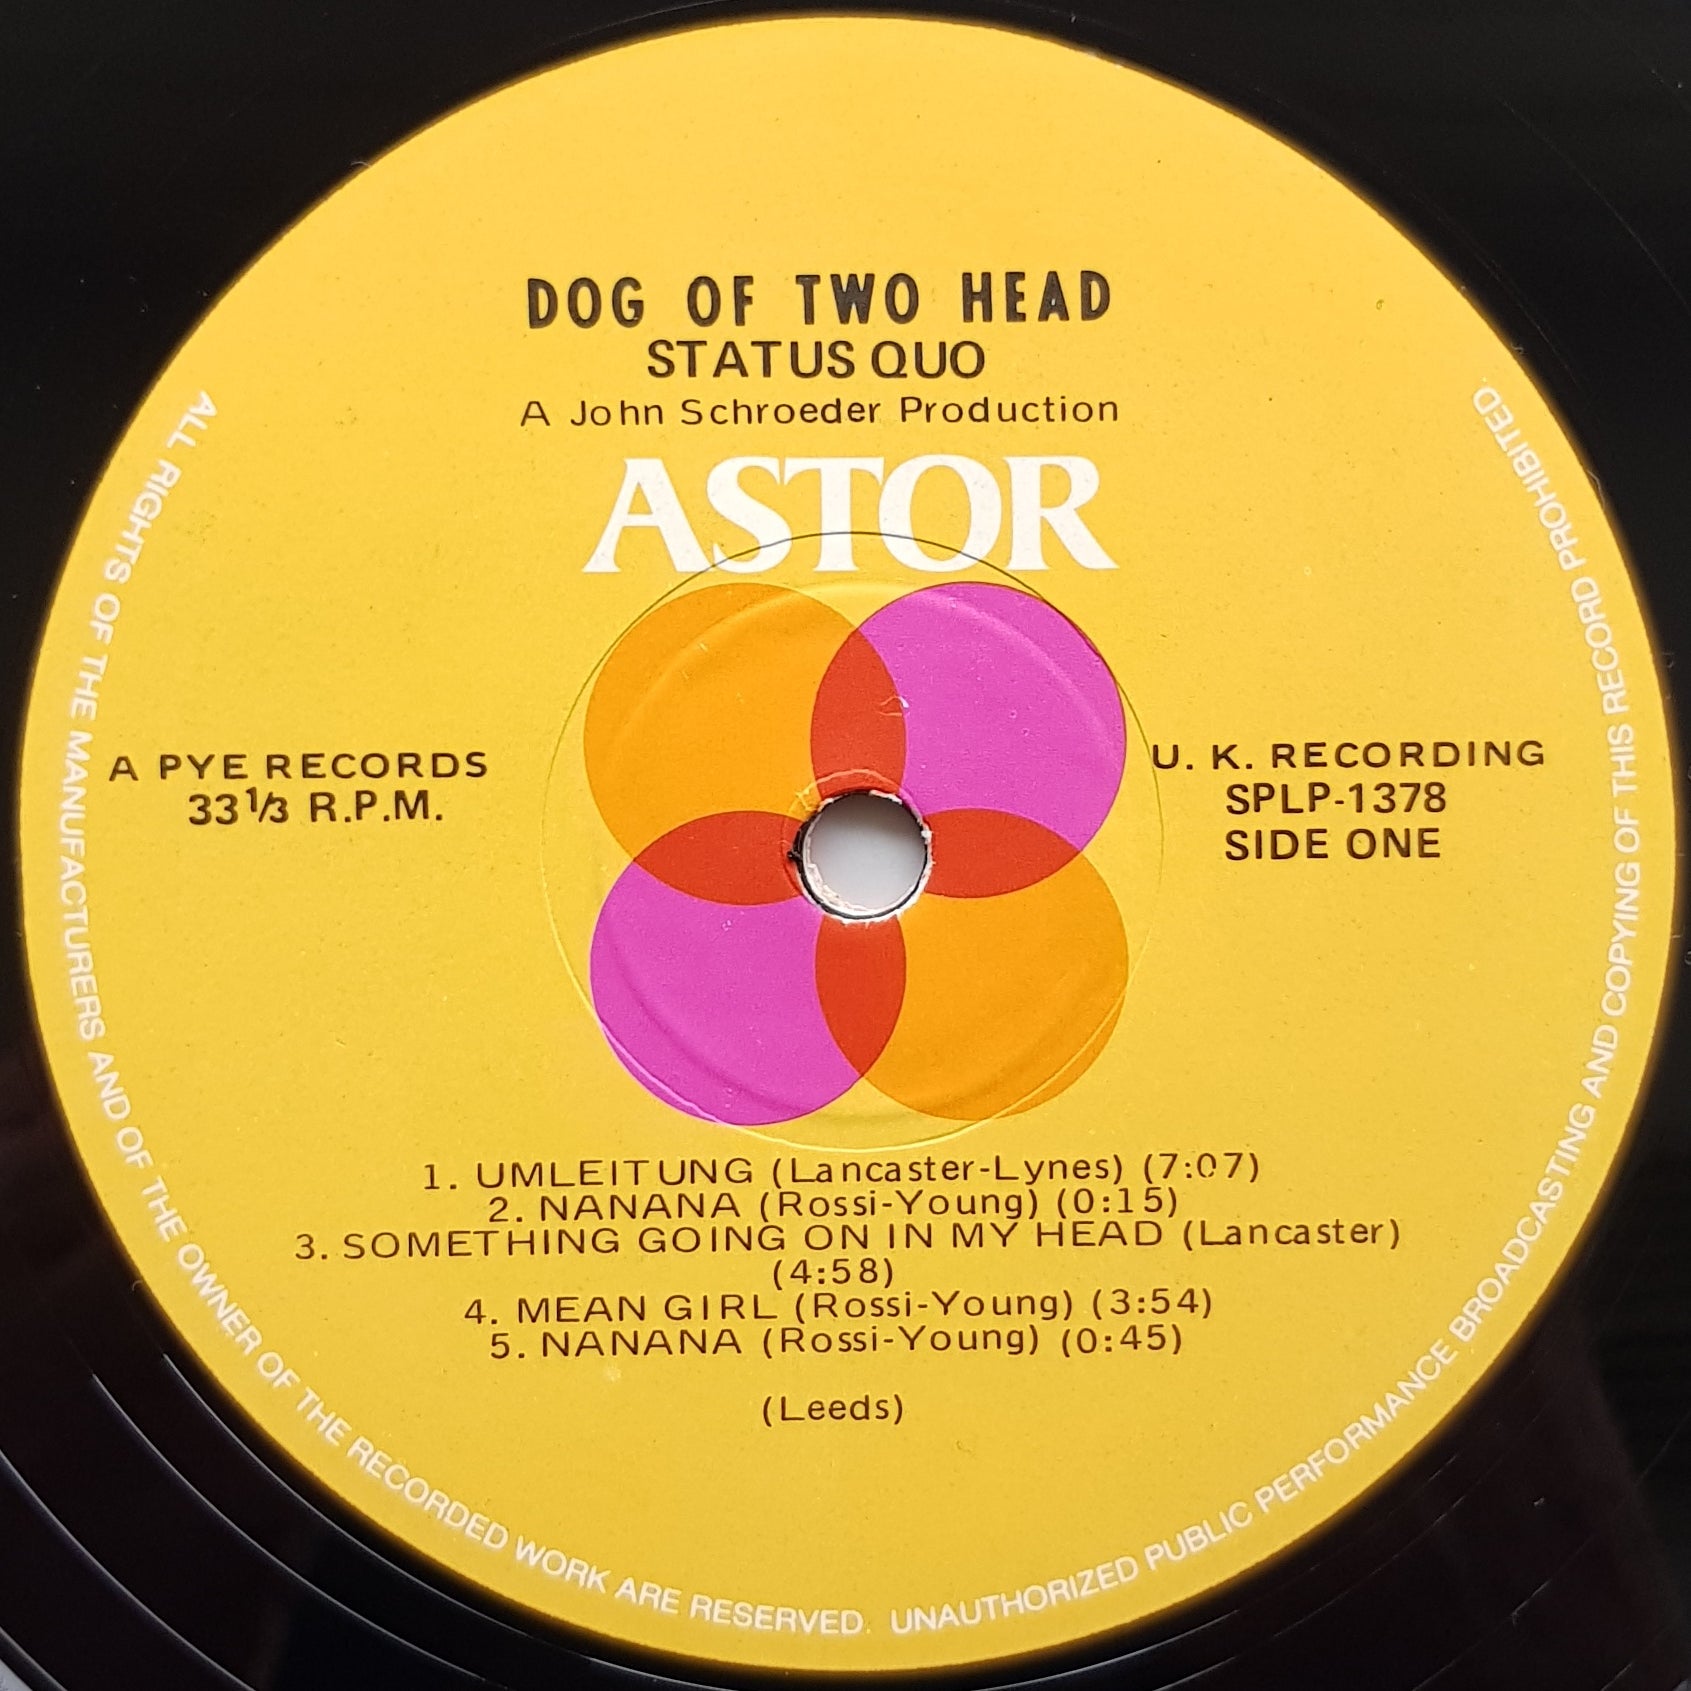 DOG OF TWO HEAD
STATUS QUO
A John Schroeder Production
ASTOR
A PYE RECORDS
33 1/3 R.P.M.
U. K. RECORDING
SPLP-1378
SIDE ONE
1. UMLEITUNG (Lancaster-Lynes) (7:07)
2. NANANA (Rossi-Young) (0:15)
3. SOMETHING GOING ON IN MY HEAD (Lancaster)
(4:58)
4. MEAN GIRL (Rossi-Young) (3:54)
5. NANANA (Rossi-Young) (0:45)
(Leeds)
ALL RIGHTS OF THE MANUFACTURERS AND OF THE OWNER OF THE RECORDED WORK ARE RESERVED. UNAUTHORIZED PUBLIC PERFORMANCE BROADCASTING AND COPYING OF THIS RECORD PROHIBITED.